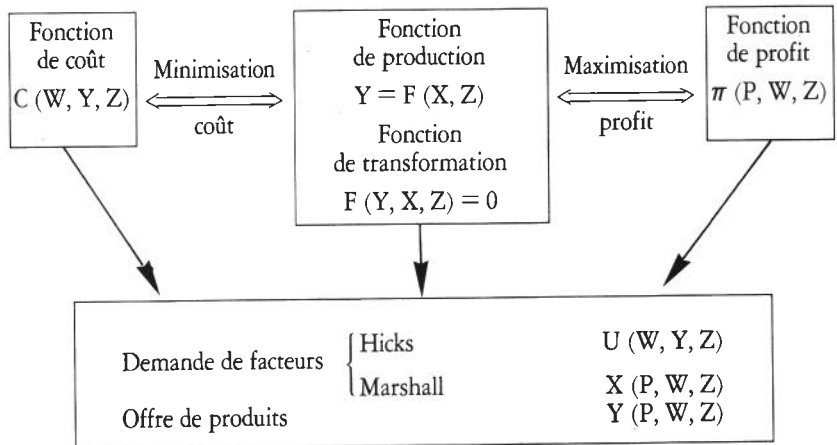 Fonction
de coût
C (W, Y, Z)
Minimisation
coût
Fonction
de production
Y = F (X, Z)
Fonction
de transformation
F (Y, X, Z) = 0
Maximisation
profit
Fonction
de profit
π (P, W, Z)
Demande de facteurs
Hicks
U (W, Y, Z)
Marshall
X (P, W, Z)
Offre de produits
Y (P, W, Z)